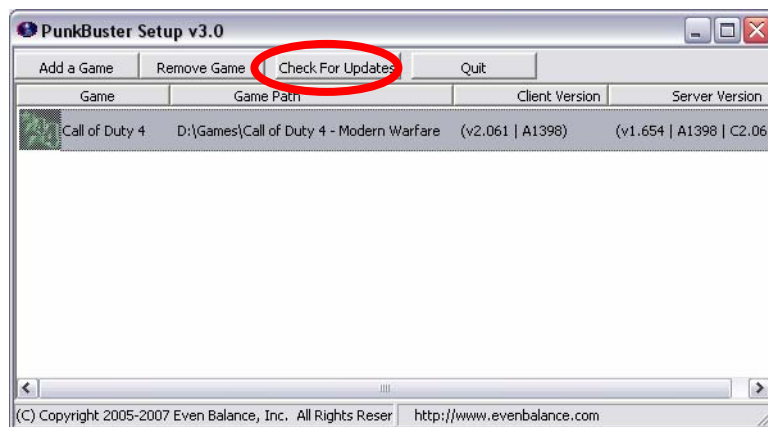 PunkBuster Setup v3.0
Add a Game Remove Game Check For Updates Quit
Game Game Path Client Version Server Version
Call of Duty 4 D:\Games\Call of Duty 4 - Modern Warfare (v2.061 | A1398) (v1.654 | A1398 | C2.06
(C) Copyright 2005-2007 Even Balance, Inc. All Rights Reser http://www.evenbalance.com